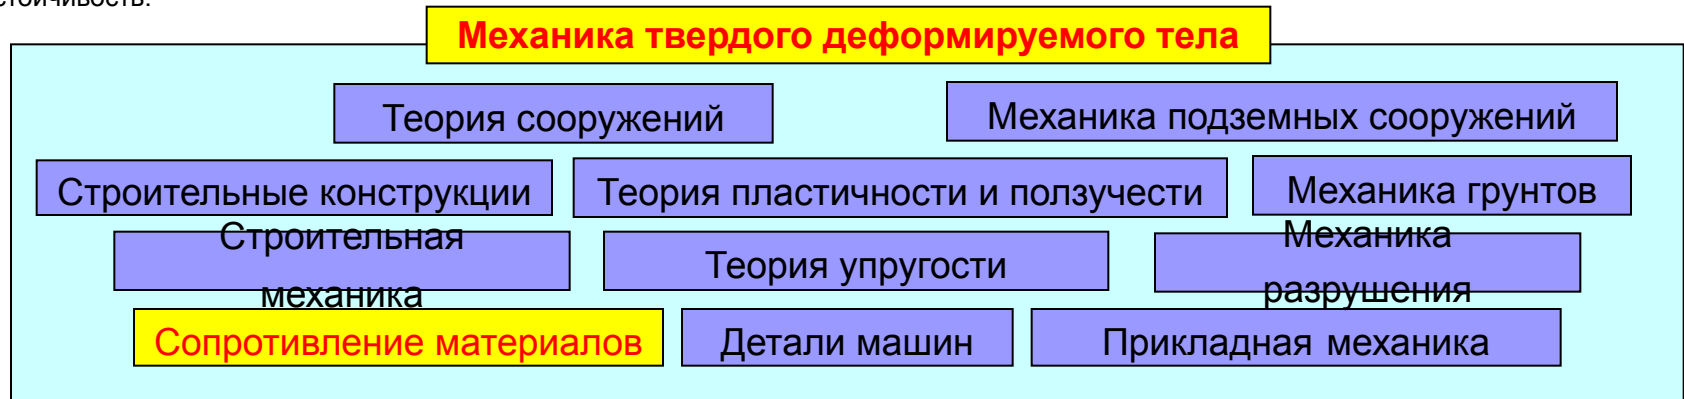 Механика твердого деформируемого тела
Теория сооружений
Механика подземных сооружений
Строительные конструкции
Теория пластичности и ползучести
Механика грунтов
Строительная
механика
Теория упругости
Механика
разрушения
Сопротивление материалов
Детали машин
Прикладная механика